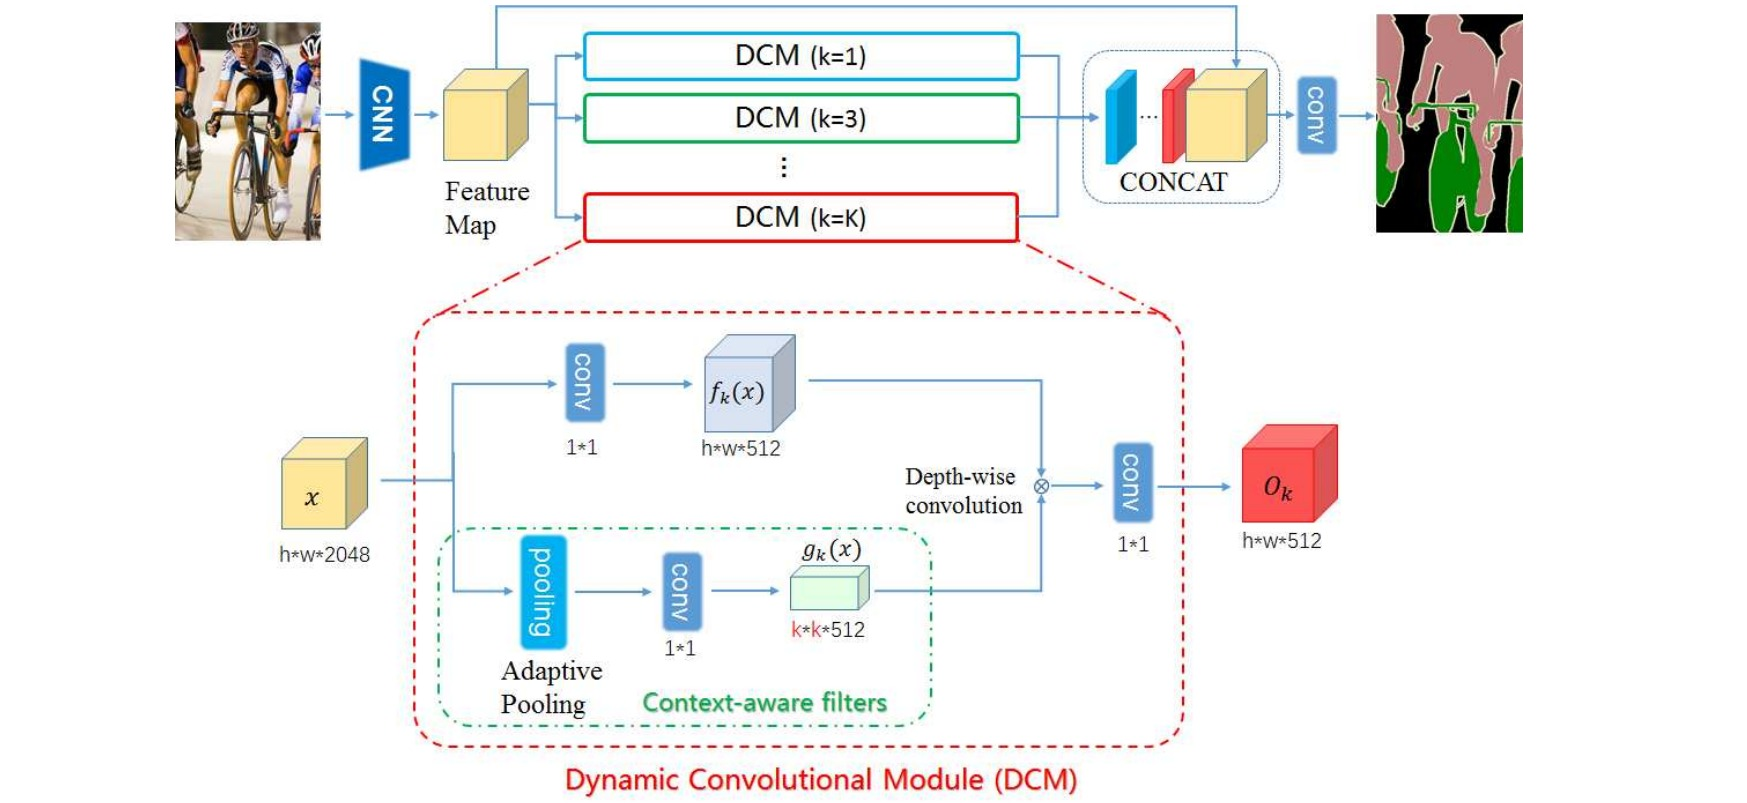 CNN
Feature
Map
DCM (k=1)
DCM (k=3)
⋮
DCM (k=K)
...
CONCAT
conv
x
h*w*2048
conv
1*1
f_k(x)
h*w*512
pooling
Adaptive
Pooling
conv
1*1
g_k(x)
k*k*512
Context-aware filters
Depth-wise
convolution
⊗
conv
1*1
O_k
h*w*512
Dynamic Convolutional Module (DCM)